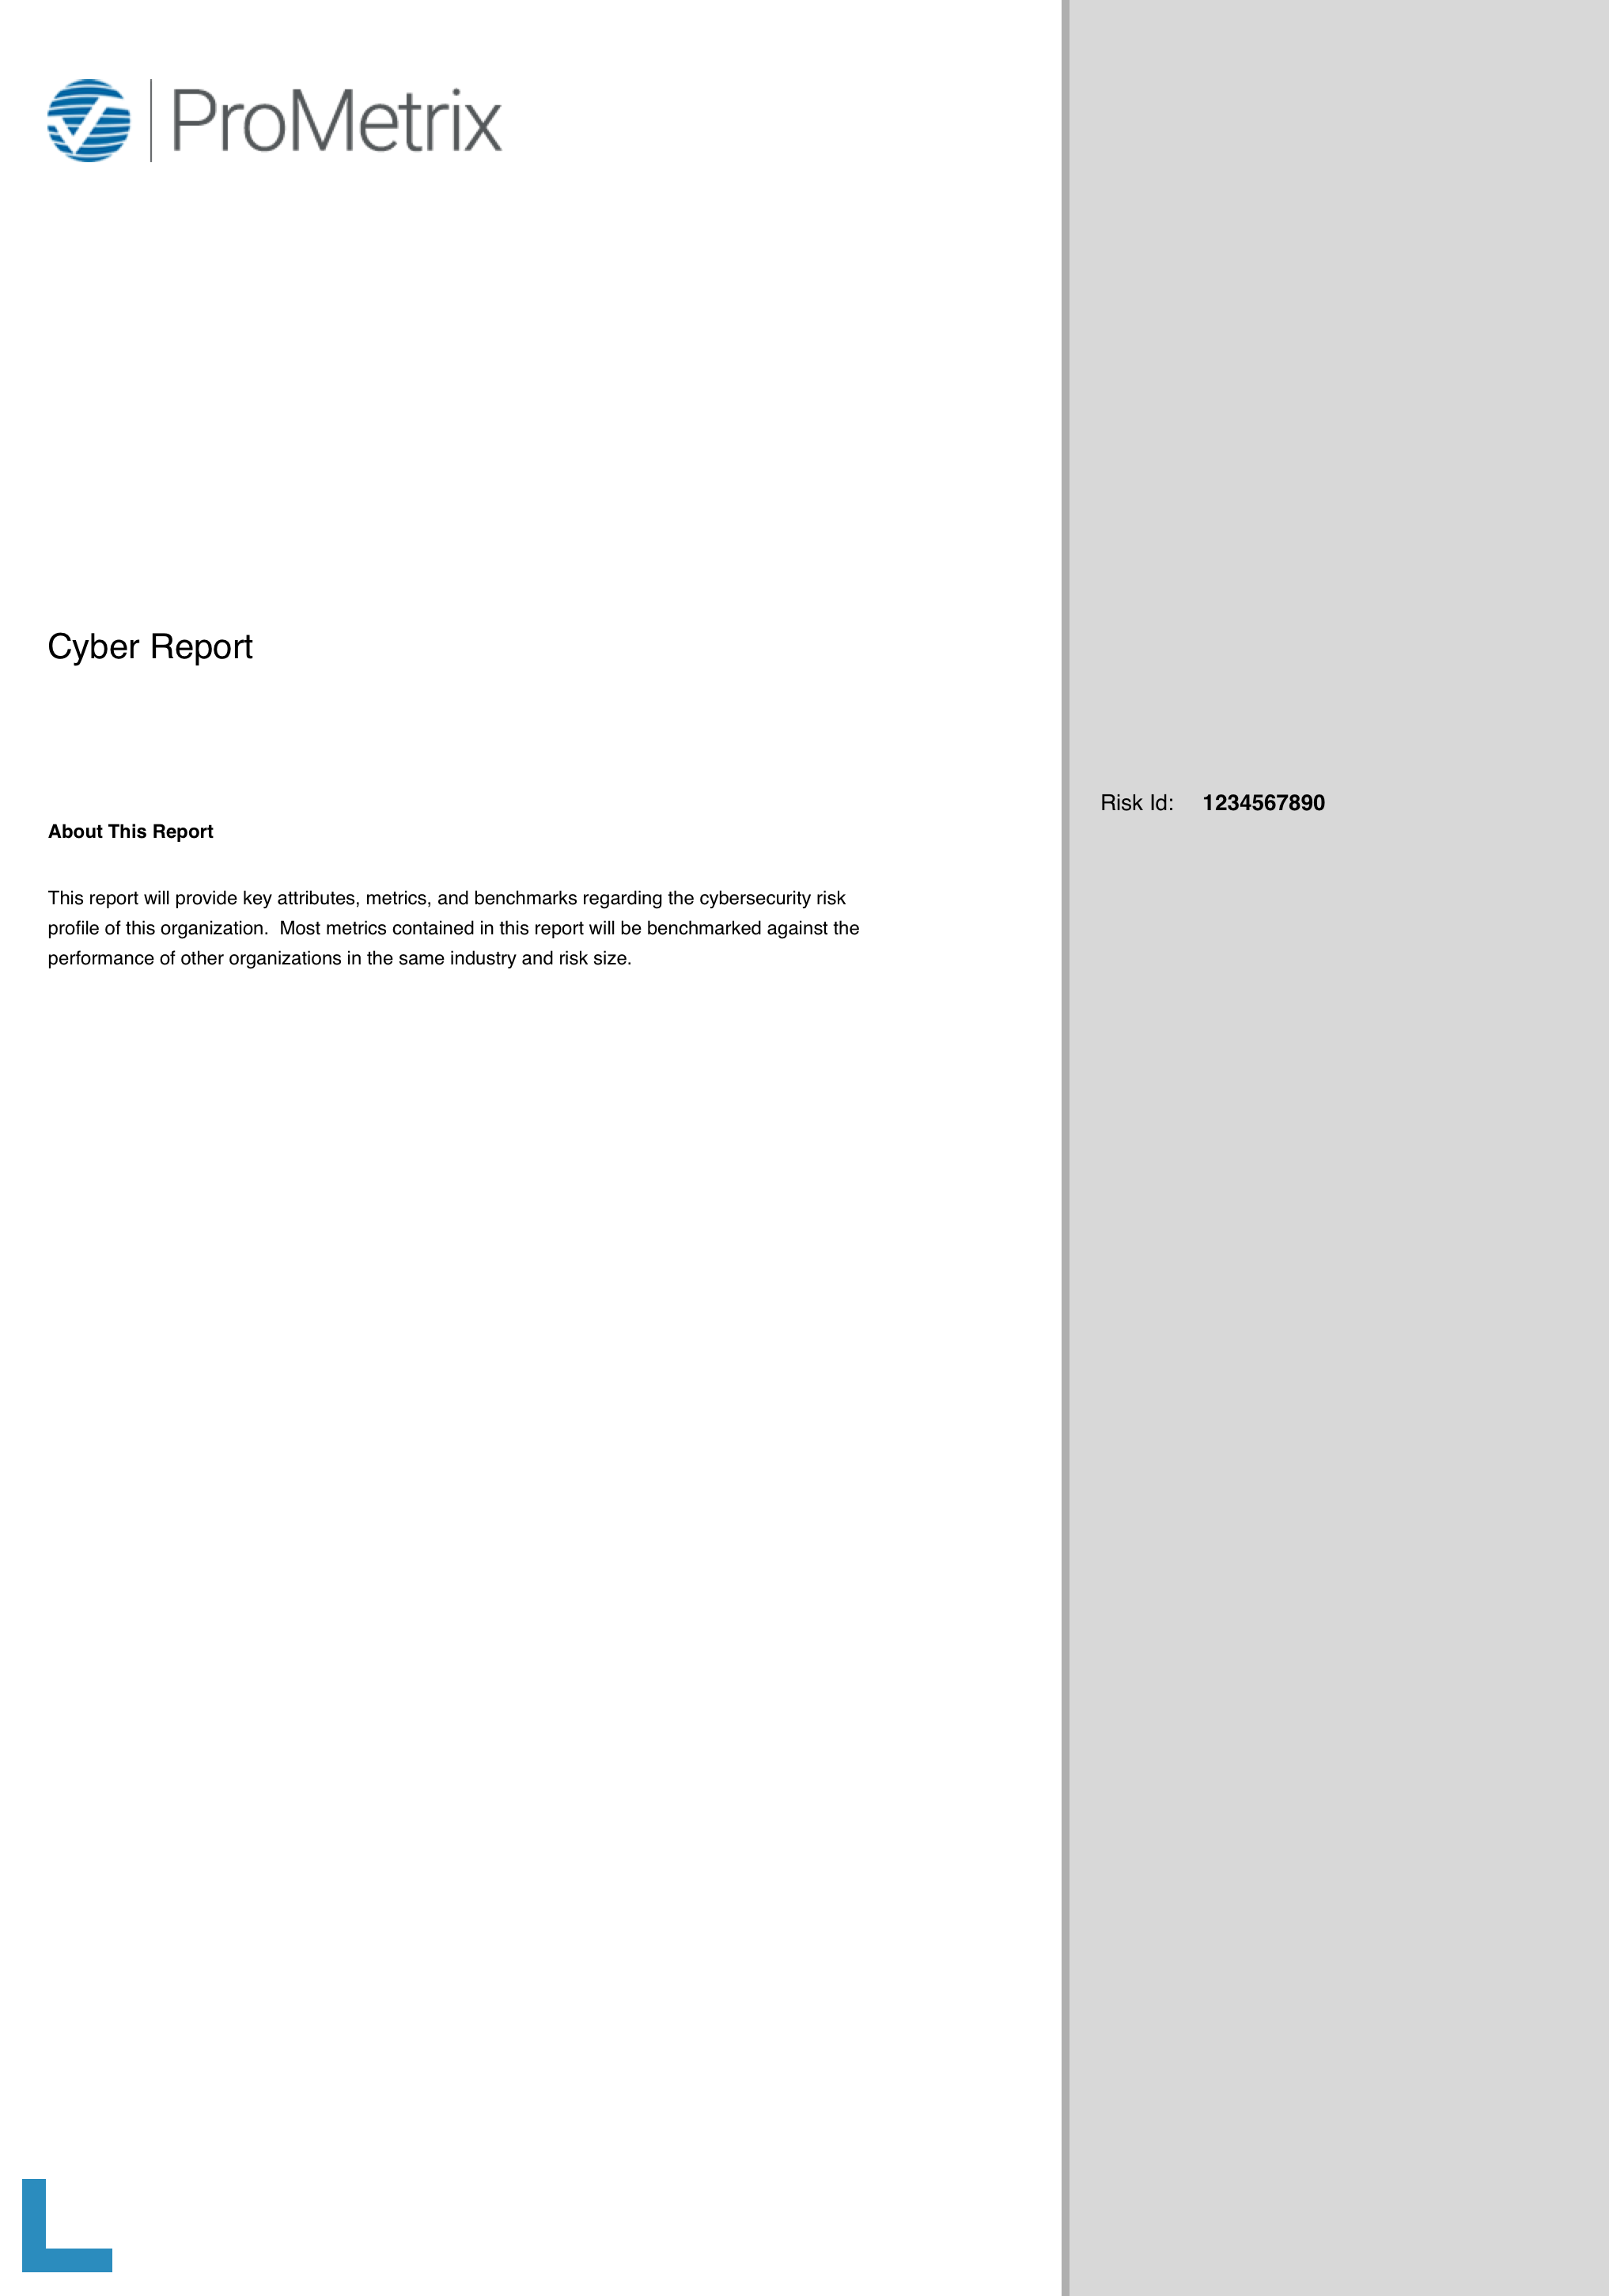 ProMetrix
Cyber Report
Risk Id: 1234567890
About This Report
This report will provide key attributes, metrics, and benchmarks regarding the cybersecurity risk
profile of this organization.  Most metrics contained in this report will be benchmarked against the
performance of other organizations in the same industry and risk size.